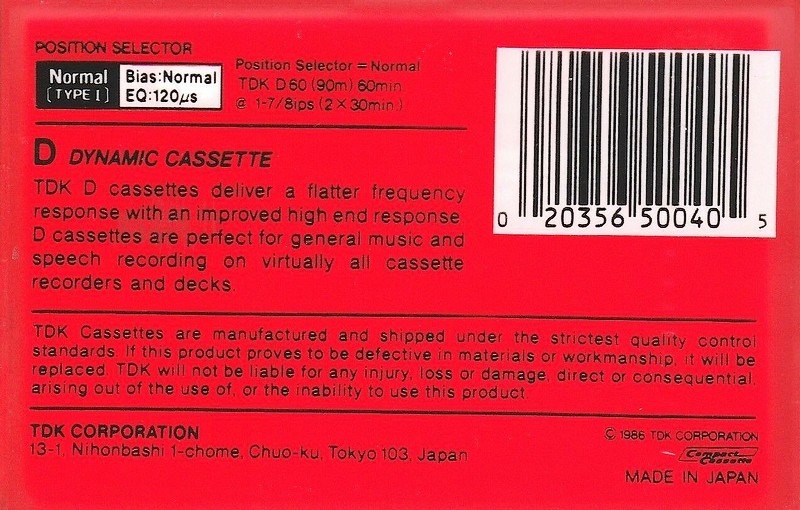 POSITION SELECTOR
Normal
[TYPE I]
Bias:Normal
EQ:120µs
Position Selector = Normal
TDK D60 (90m) 60min
@ 1-7/8ips (2 × 30min.)
D DYNAMIC CASSETTE
TDK D cassettes deliver a flatter frequency
response with an improved high end response.
D cassettes are perfect for general music and
speech recording on virtually all cassette
recorders and decks.
0 20356 50040 5
TDK Cassettes are manufactured and shipped under the strictest quality control
standards. If this product proves to be defective in materials or workmanship, it will be
replaced. TDK will not be liable for any injury, loss or damage, direct or consequential,
arising out of the use of, or the inability to use this product.
TDK CORPORATION
13-1, Nihonbashi 1-chome, Chuo-ku, Tokyo 103, Japan
© 1986 TDK CORPORATION
Compact
Cassette
MADE IN JAPAN